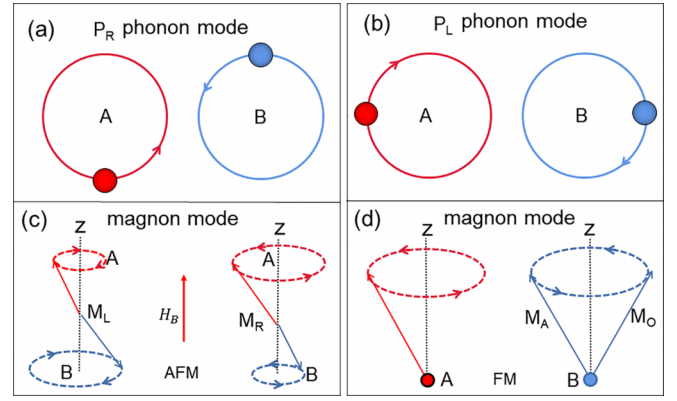 (a) P_R phonon mode
A
B
(b) P_L phonon mode
A
B
(c) magnon mode
z
z
A
A
M_L
H_B
M_R
B
AFM
B
(d) magnon mode
z
z
M_A
M_O
A
FM
B